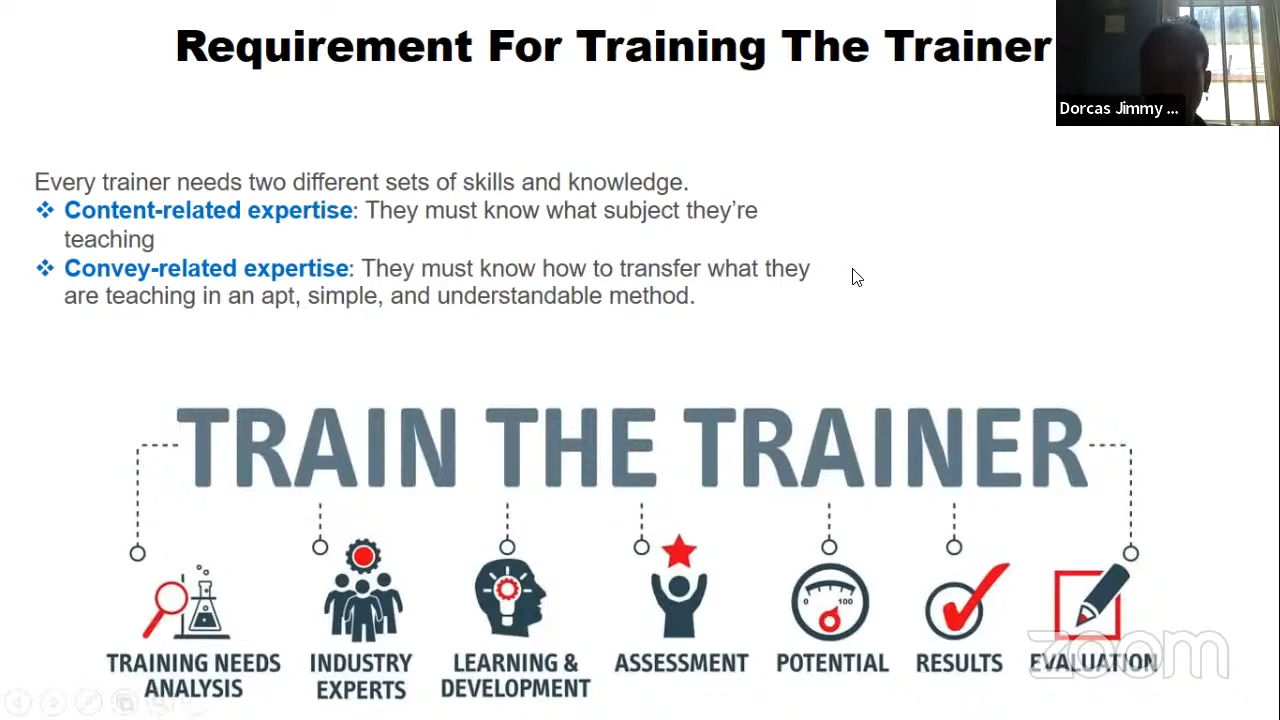 Requirement For Training The Trainer
Dorcas Jimmy ...
Every trainer needs two different sets of skills and knowledge.
❖ Content-related expertise: They must know what subject they're
teaching
❖ Convey-related expertise: They must know how to transfer what they
are teaching in an apt, simple, and understandable method.
TRAIN THE TRAINER
0 100
TRAINING NEEDS
ANALYSIS
INDUSTRY
EXPERTS
LEARNING &
DEVELOPMENT
ASSESSMENT
POTENTIAL
RESULTS
EVALUATION
zoom